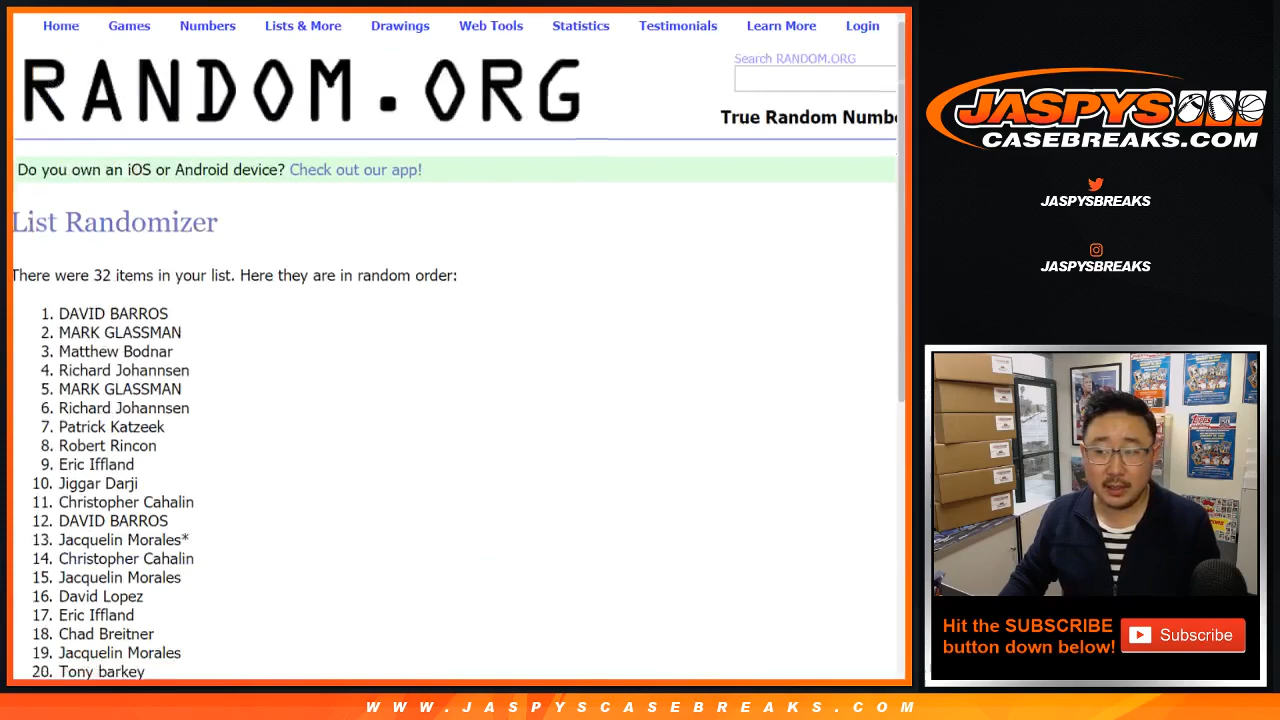 Home Games Numbers Lists & More Drawings Web Tools Statistics Testimonials Learn More Login
RANDOM.ORG
Search RANDOM.ORG
True Random Numbe
Do you own an iOS or Android device? Check out our app!
List Randomizer
There were 32 items in your list. Here they are in random order:
1. DAVID BARROS
2. MARK GLASSMAN
3. Matthew Bodnar
4. Richard Johannsen
5. MARK GLASSMAN
6. Richard Johannsen
7. Patrick Katzeek
8. Robert Rincon
9. Eric Iffland
10. Jiggar Darji
11. Christopher Cahalin
12. DAVID BARROS
13. Jacquelin Morales*
14. Christopher Cahalin
15. Jacquelin Morales
16. David Lopez
17. Eric Iffland
18. Chad Breitner
19. Jacquelin Morales
20. Tony barkey
JASPYS
CASEBREAKS.COM
JASPYSBREAKS
JASPYSBREAKS
Hit the SUBSCRIBE
button down below!
Subscribe
WWW.JASPYSCASEBREAKS.COM